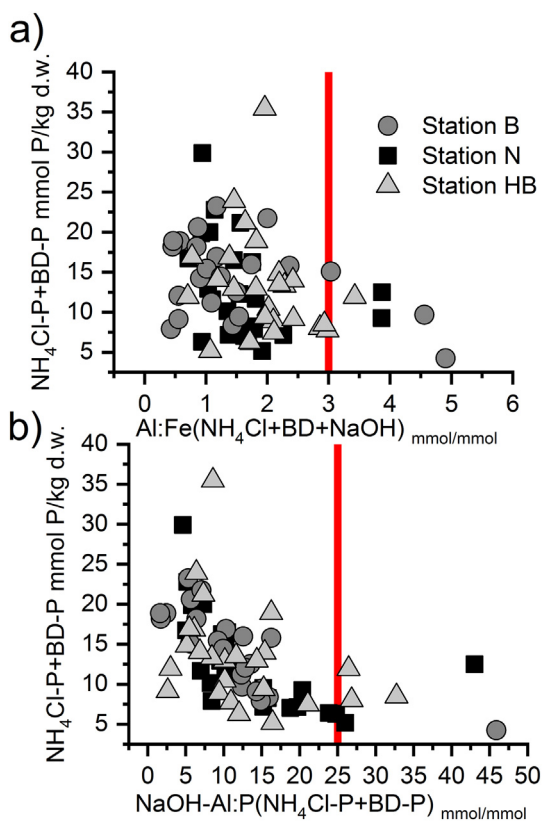 a)
NH₄Cl-P+BD-P mmol P/kg d.w.
40
35
30
25
20
15
10
5
Station B
Station N
Station HB
0 1 2 3 4 5 6
Al:Fe(NH₄Cl+BD+NaOH) mmol/mmol
b)
NH₄Cl-P+BD-P mmol P/kg d.w.
40
35
30
25
20
15
10
5
0 5 10 15 20 25 30 35 40 45 50
NaOH-Al:P(NH₄Cl-P+BD-P) mmol/mmol